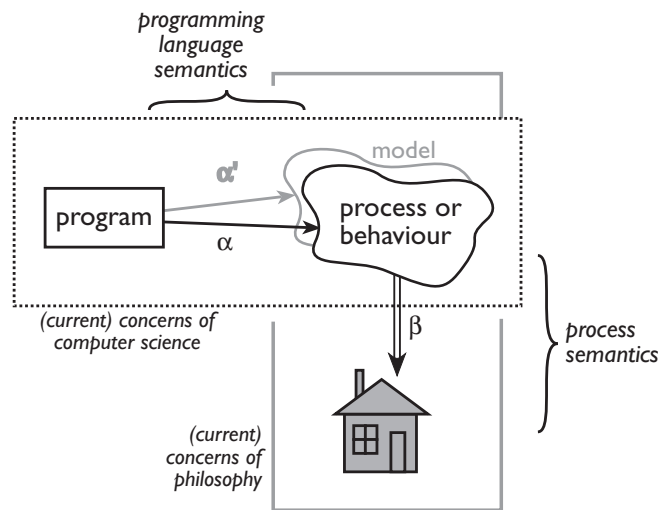 programming
language
semantics
model
α'
program
process or
behaviour
α
(current) concerns of
computer science
β
process
semantics
(current)
concerns of
philosophy